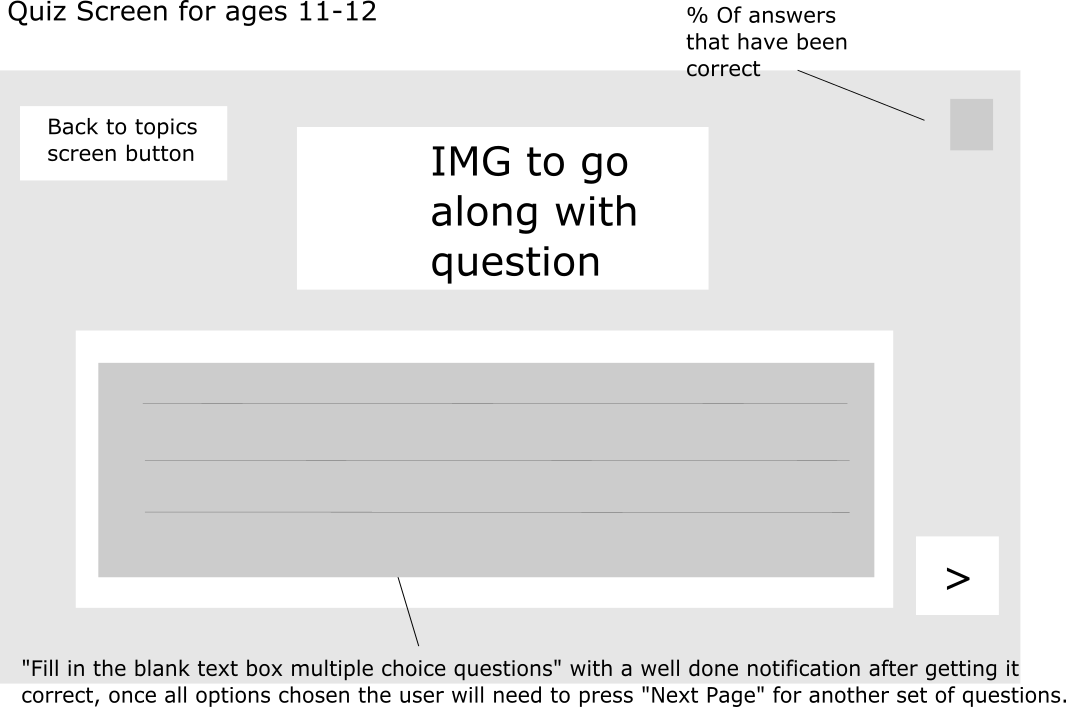 Quiz Screen for ages 11-12
% Of answers
that have been
correct
Back to topics
screen button
IMG to go
along with
question
>
"Fill in the blank text box multiple choice questions" with a well done notification after getting it
correct, once all options chosen the user will need to press "Next Page" for another set of questions.